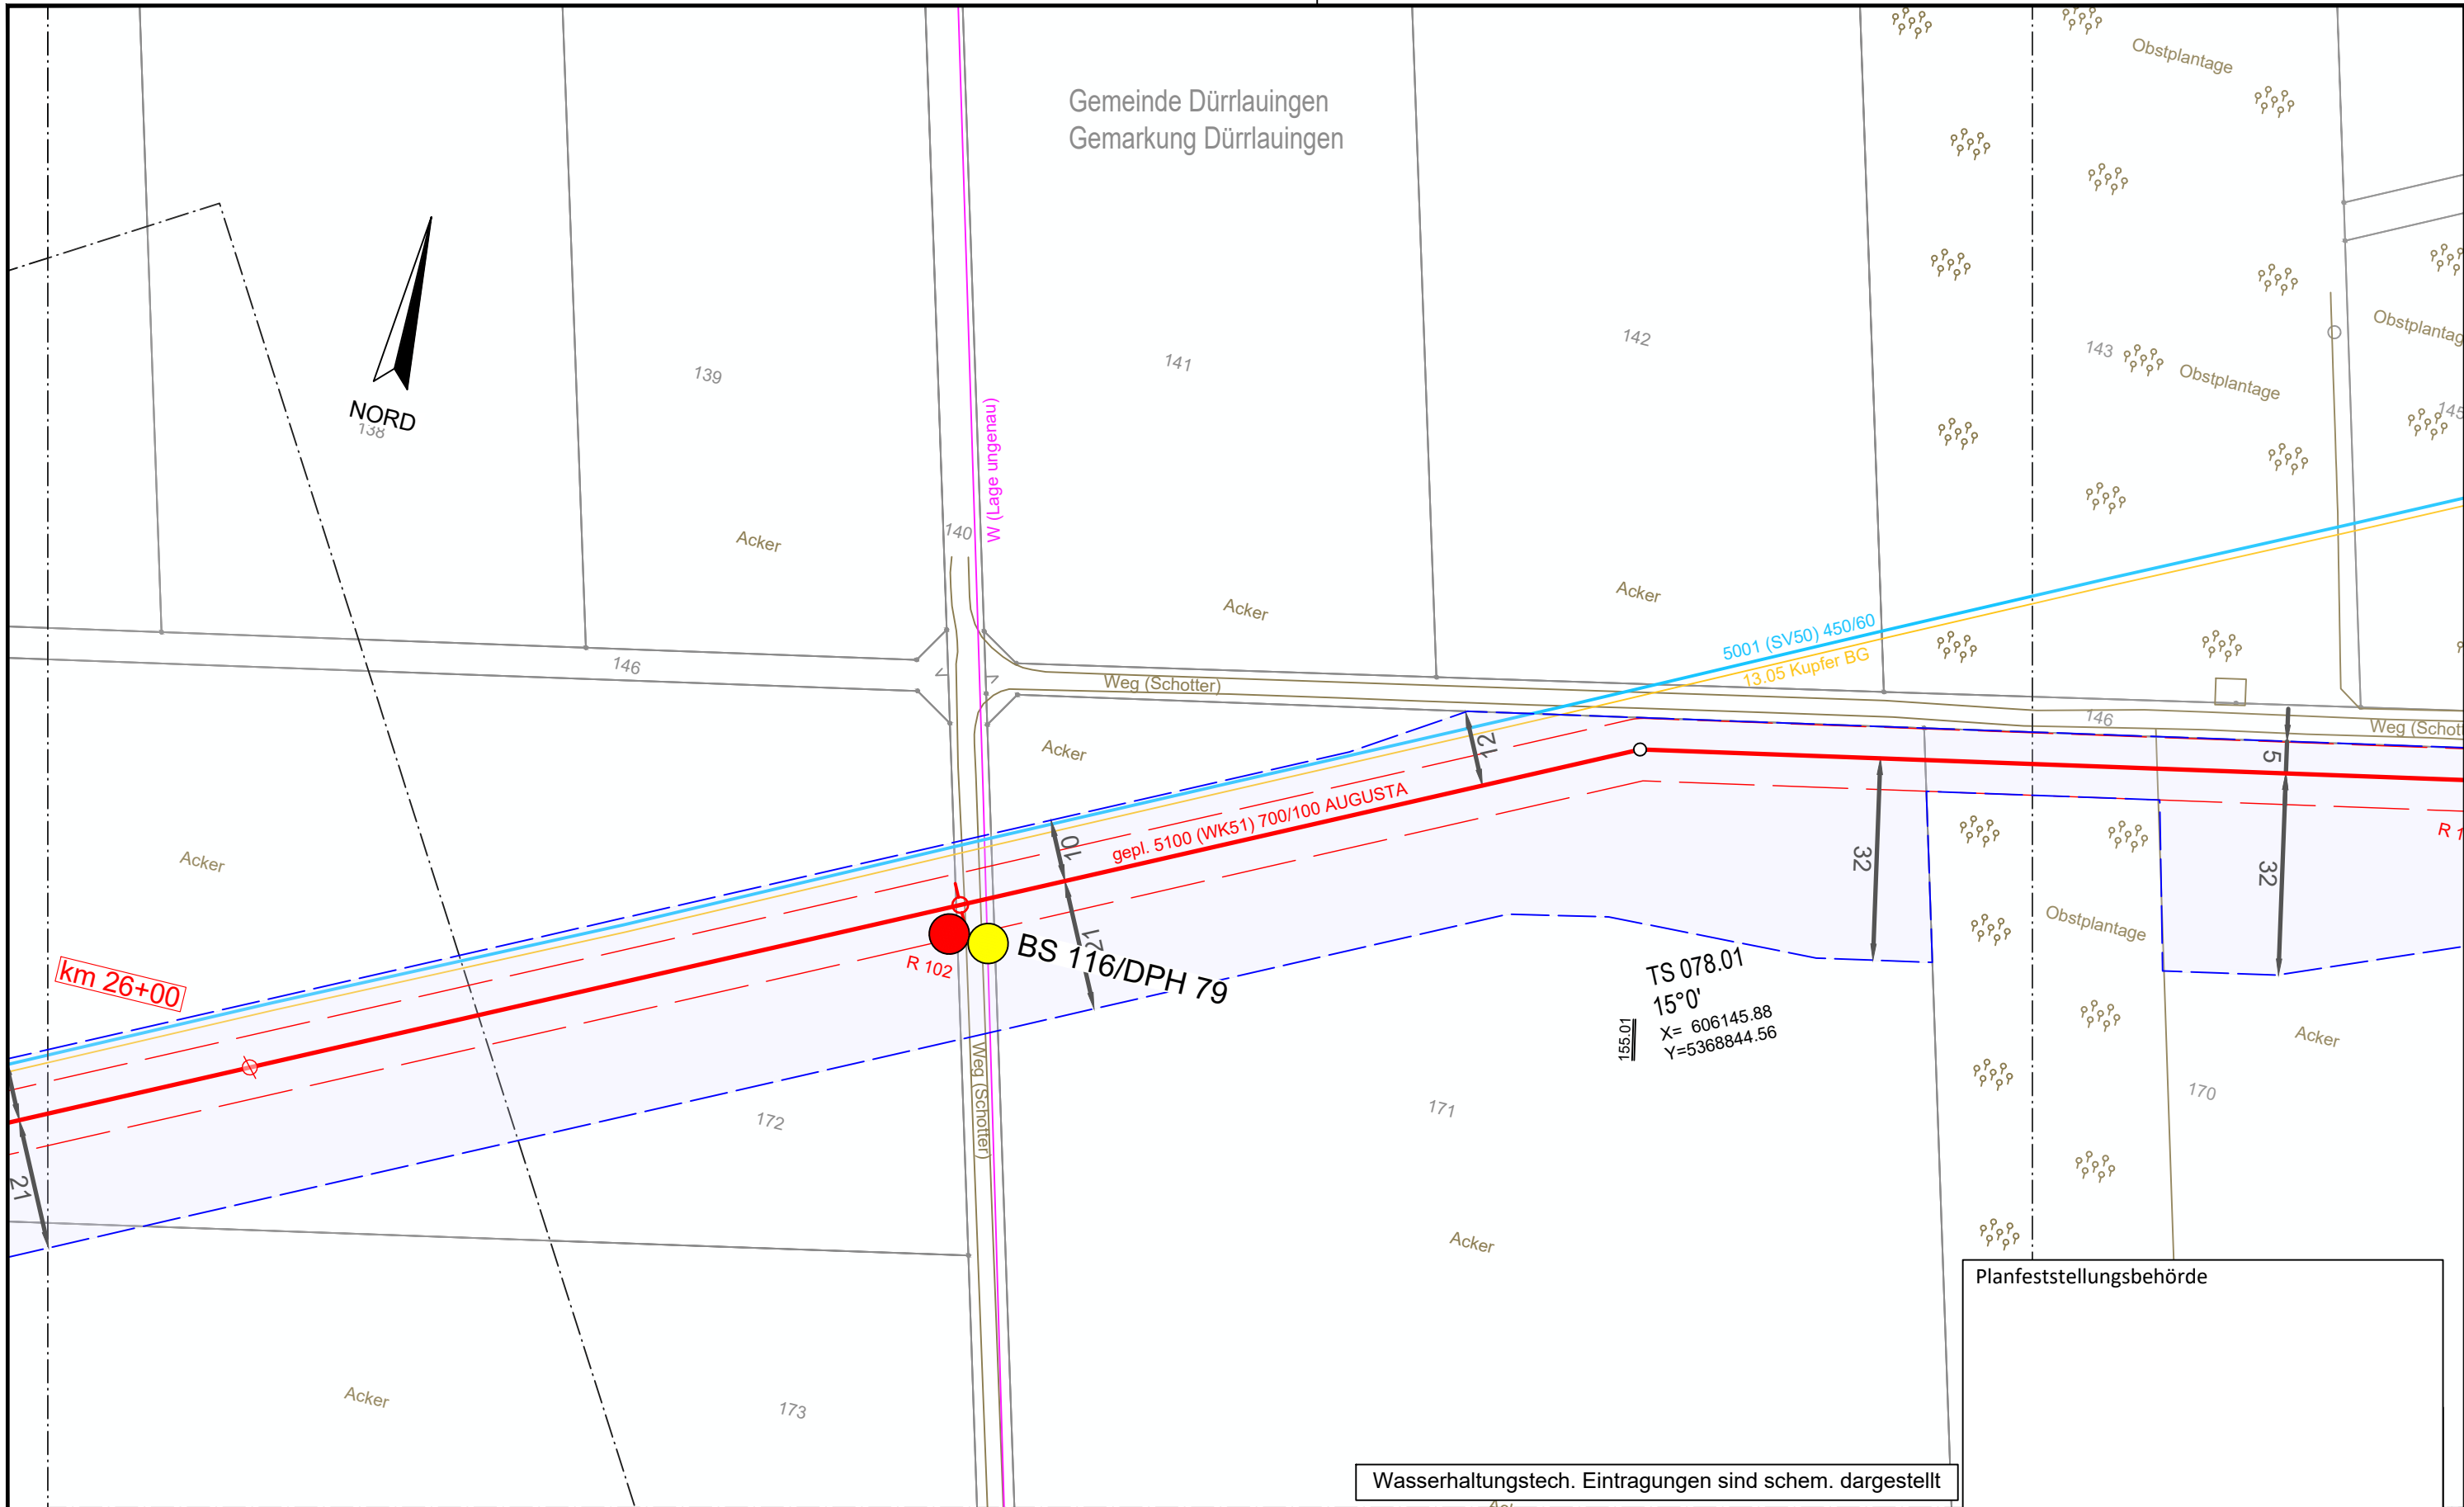 Obstplantage
Gemeinde Dürrlauingen
Gemarkung Dürrlauingen
Obstplantag
142
143
141
139
Obstplantage
NORD
138
145
W (Lage ungenau)
140
Acker
Acker
Acker
5001 (SV50) 450/60
13.05 Kupfer BG
146
Weg (Schotter)
146
Weg (Schot
Acker
12
5
10
gepl. 5100 (WK51) 700/100 AUGUSTA
R 1
32
32
Acker
Obstplantage
21
BS 116/DPH 79
R 102
km 26+00
TS 078.01
15°0'
X= 606145.88
Y=5368844.56
155.01
Acker
Weg (Schotter)
170
171
172
21
Acker
Planfeststellungsbehörde
Acker
173
Wasserhaltungstech. Eintragungen sind schem. dargestellt